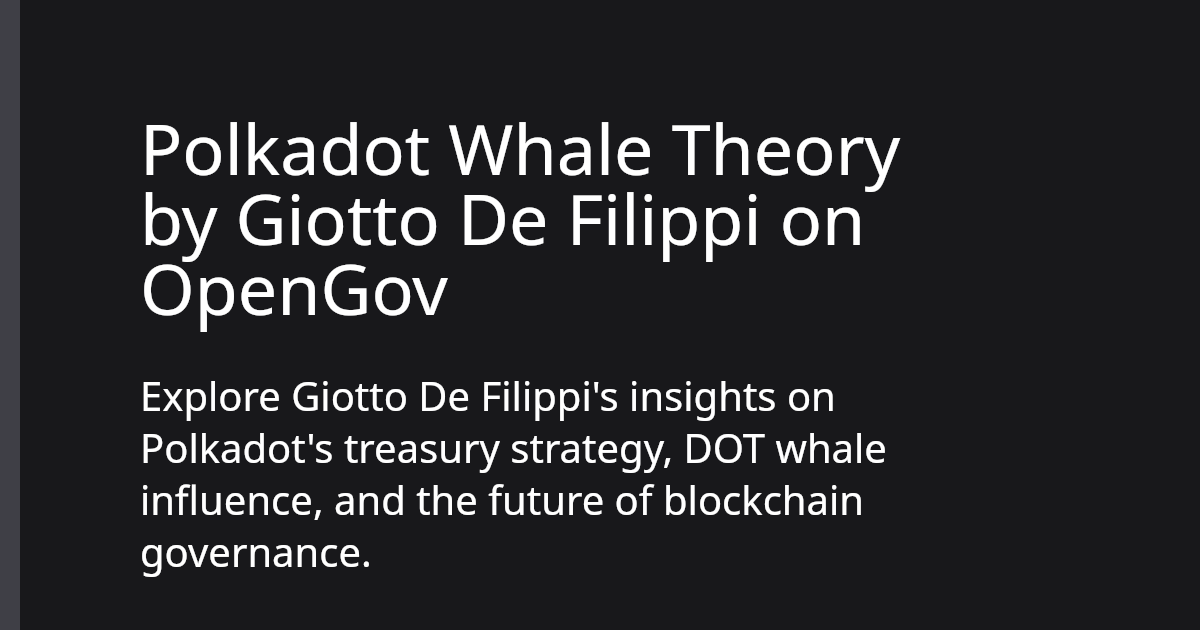 Polkadot Whale Theory
by Giotto De Filippi on
OpenGov
Explore Giotto De Filippi's insights on
Polkadot's treasury strategy, DOT whale
influence, and the future of blockchain
governance.